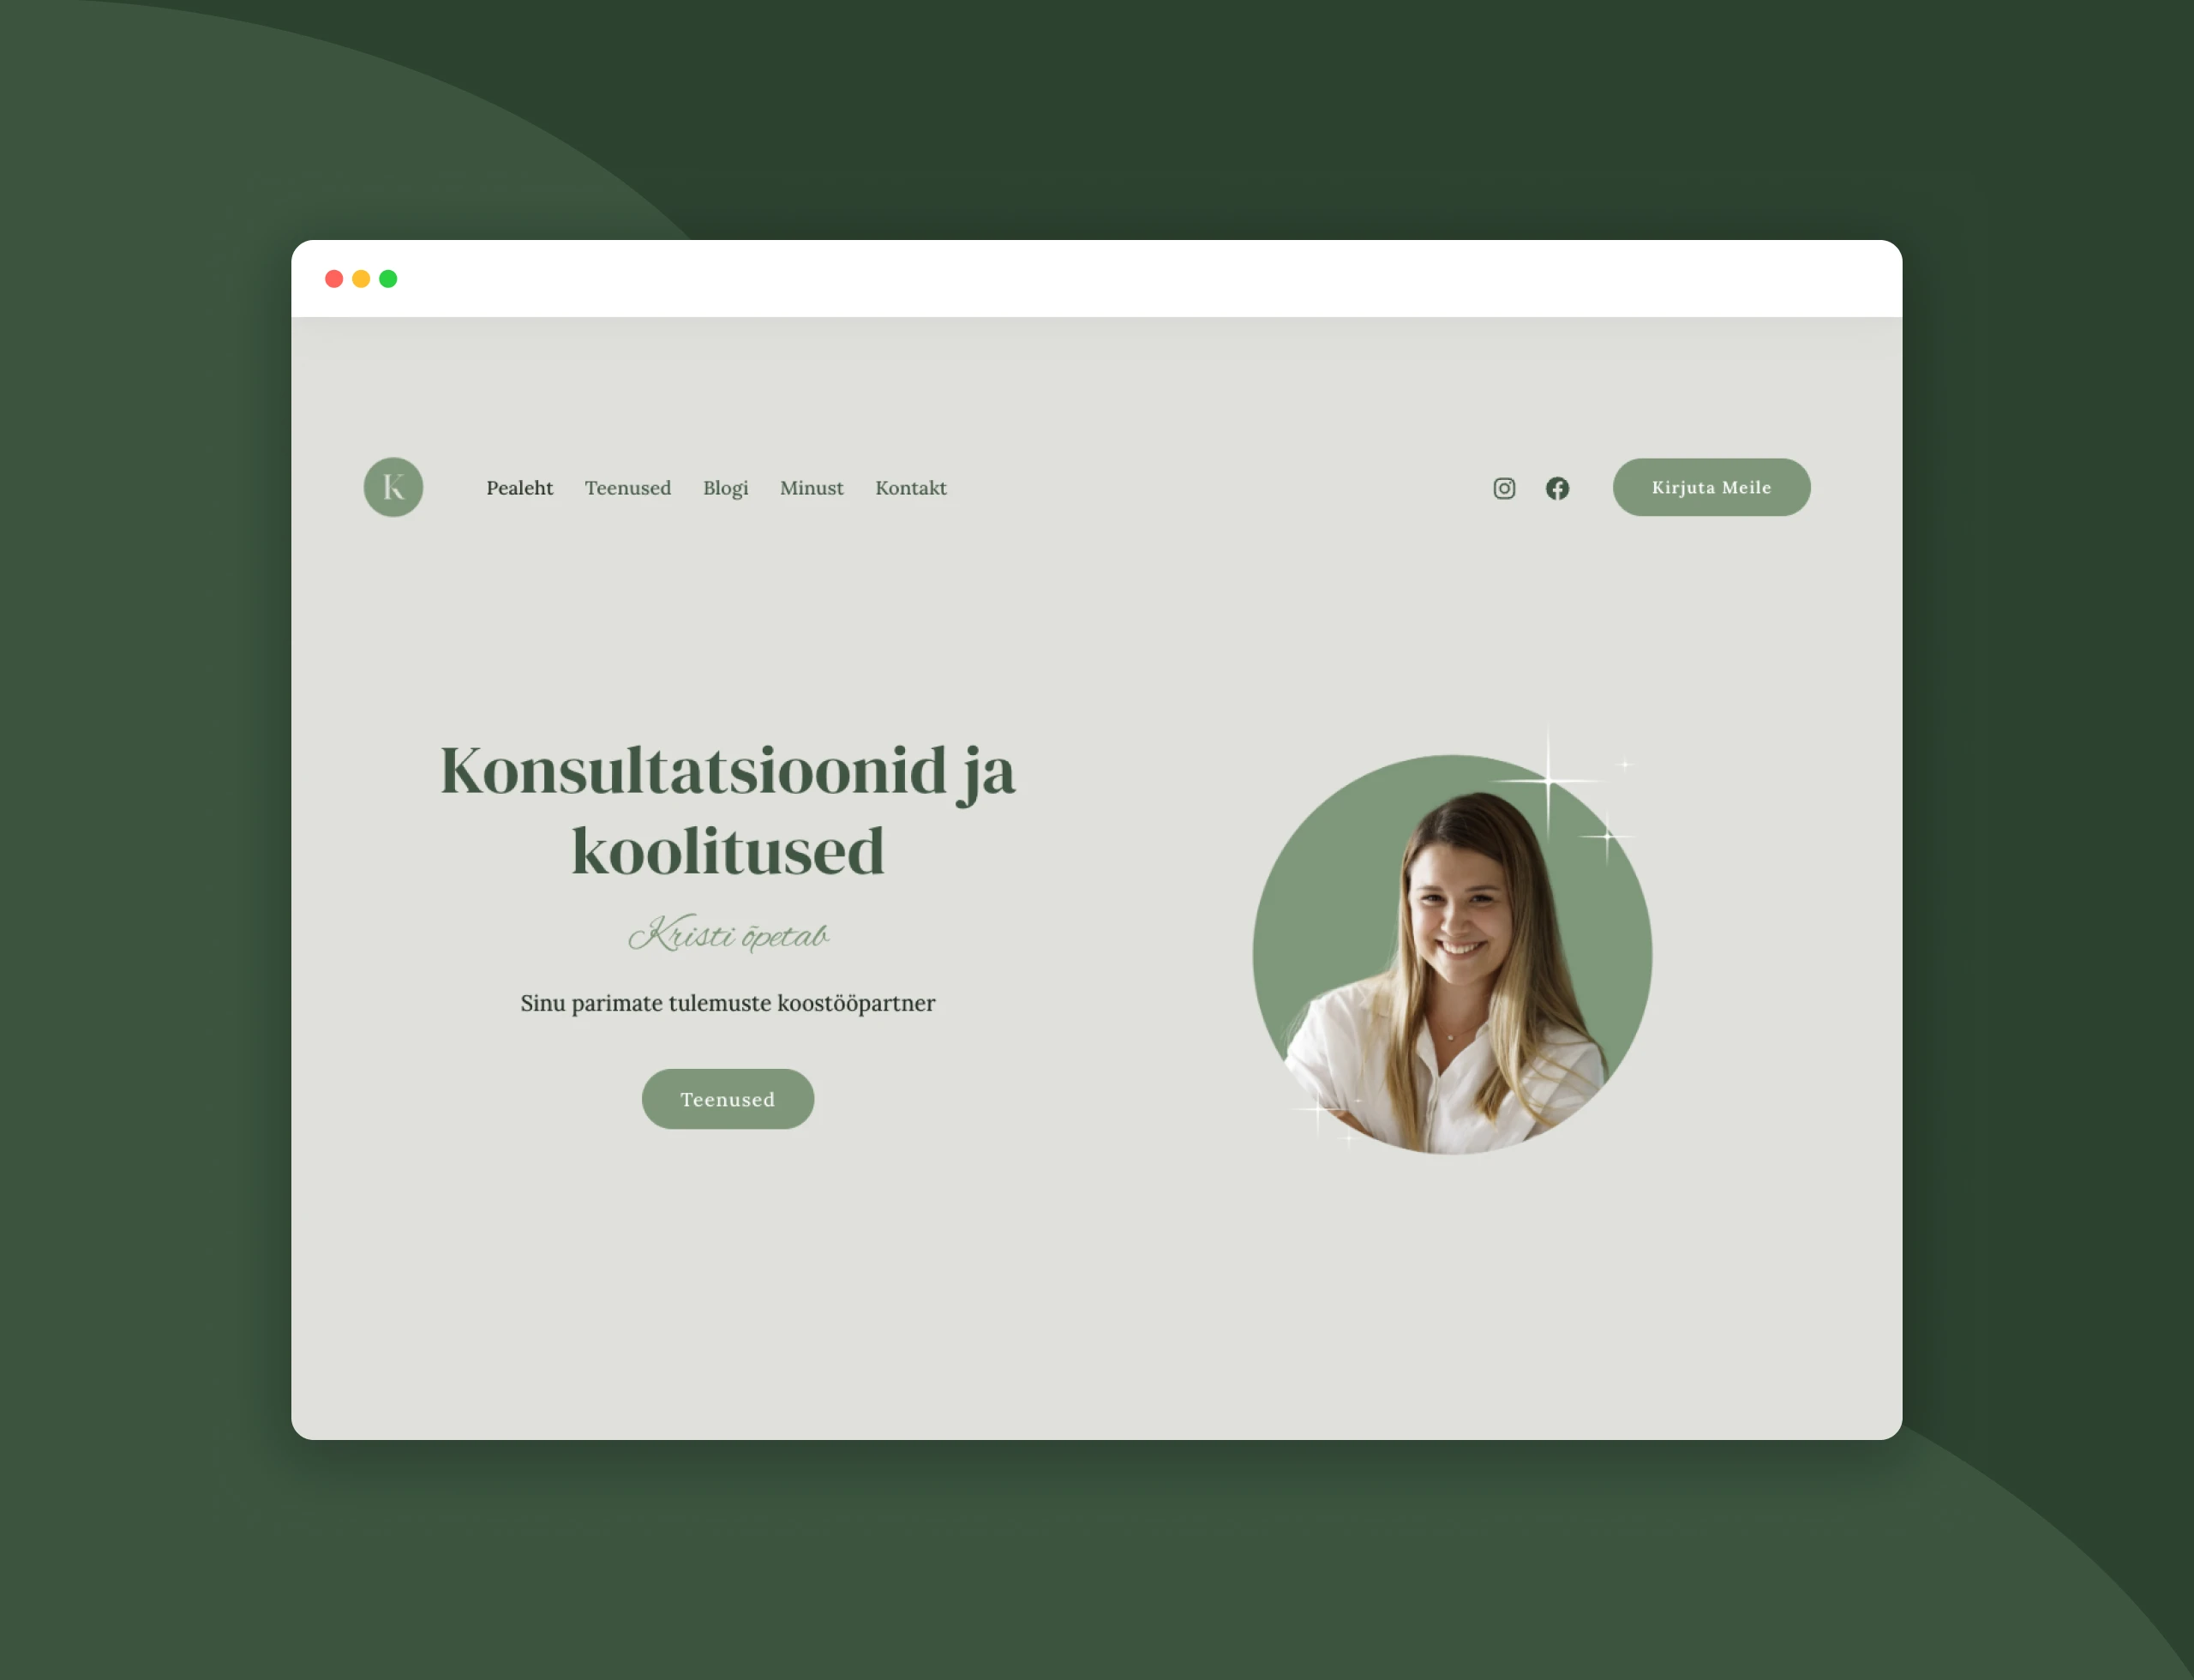 K
Pealeht Teenused Blogi Minust Kontakt
Kirjuta Meile
Konsultatsioonid ja
koolitused
Kristi õpetab
Sinu parimate tulemuste koostööpartner
Teenused